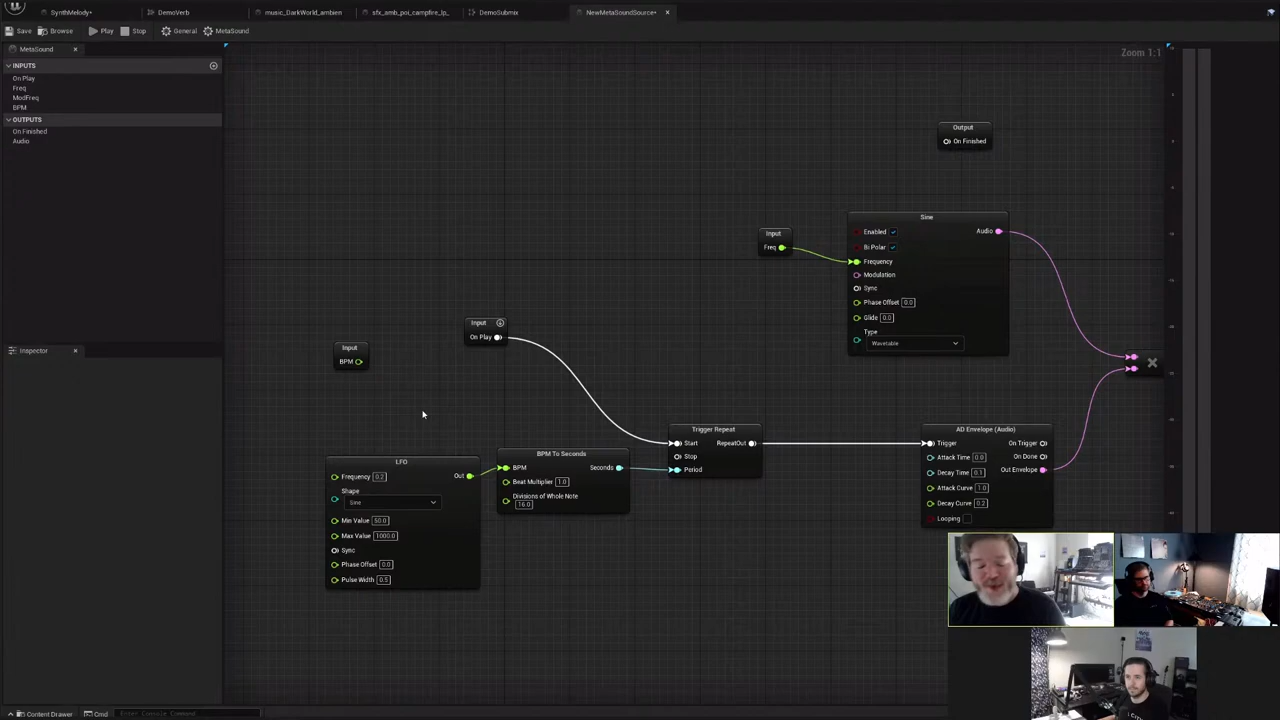 SynthMelody*
DemoVerb
music_DarkWorld_ambien
sfx_amb_poi_campfire_lp_
DemoSubmix
NewMetaSoundSource*
Save
Browse
Play
Stop
General
MetaSound
MetaSound
Zoom 1:1
INPUTS
On Play
Freq
ModFreq
BPM
OUTPUTS
On Finished
Audio
Inspector
Output
On Finished
Input
Freq
Sine
Enabled
Audio
Bi Polar
Frequency
Modulation
Sync
Phase Offset 0.0
Glide 0.0
Type
Wavetable
Input
On Play
Input
BPM
LFO
Frequency 0.2
Out
Shape
Sine
Min Value 50.0
Max Value 1000.0
Sync
Phase Offset 0.0
Pulse Width 0.5
BPM To Seconds
BPM
Seconds
Beat Multiplier 1.0
Divisions of Whole Note
16.0
Trigger Repeat
Start
RepeatOut
Stop
Period
AD Envelope (Audio)
Trigger
On Trigger
Attack Time 0.0
On Done
Decay Time 0.1
Out Envelope
Attack Curve 1.0
Decay Curve 0.2
Looping
Content Drawer
Cmd
Enter Console Command